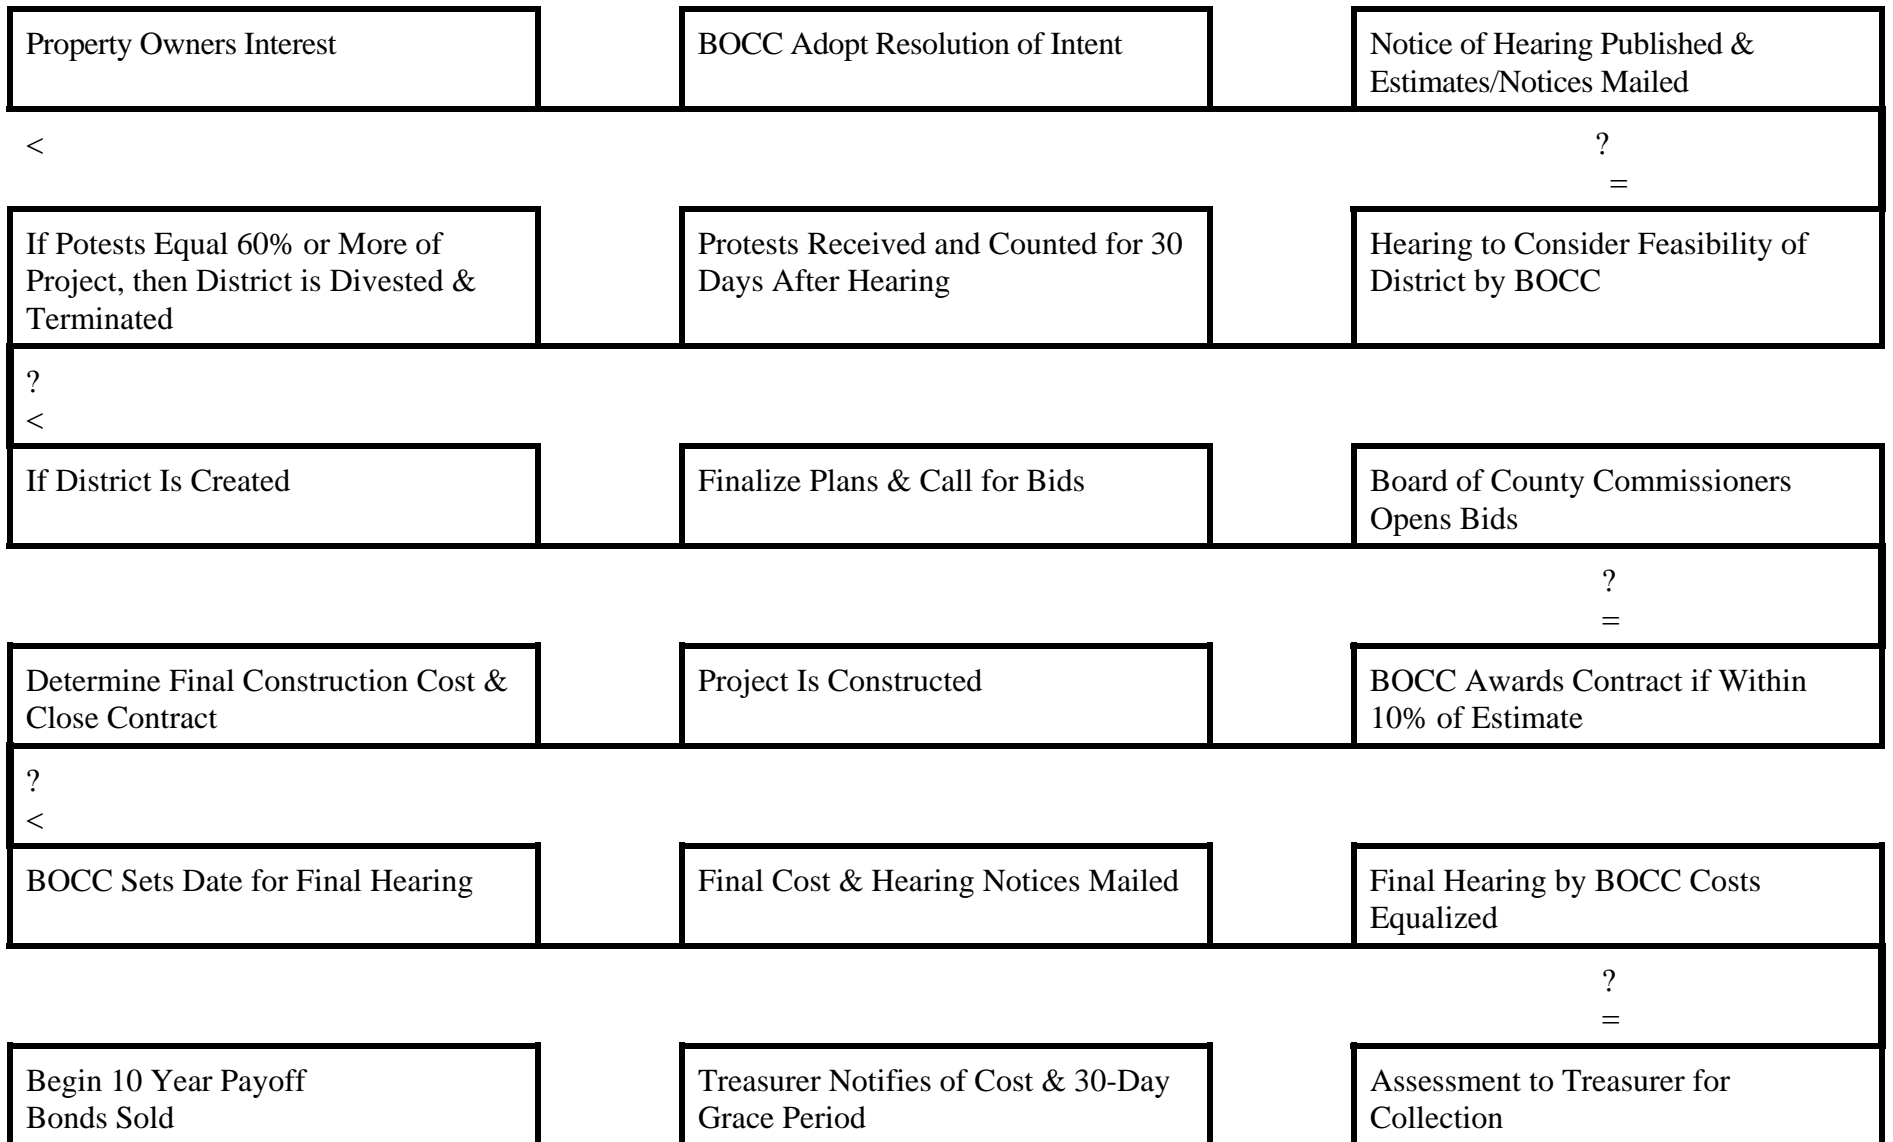 Property Owners Interest
BOCC Adopt Resolution of Intent
Notice of Hearing Published &
Estimates/Notices Mailed
<
?
=
If Potests Equal 60% or More of
Project, then District is Divested &
Terminated
Protests Received and Counted for 30
Days After Hearing
Hearing to Consider Feasibility of
District by BOCC
?
<
If District Is Created
Finalize Plans & Call for Bids
Board of County Commissioners
Opens Bids
?
=
Determine Final Construction Cost &
Close Contract
Project Is Constructed
BOCC Awards Contract if Within
10% of Estimate
?
<
BOCC Sets Date for Final Hearing
Final Cost & Hearing Notices Mailed
Final Hearing by BOCC Costs
Equalized
?
=
Begin 10 Year Payoff
Bonds Sold
Treasurer Notifies of Cost & 30-Day
Grace Period
Assessment to Treasurer for
Collection